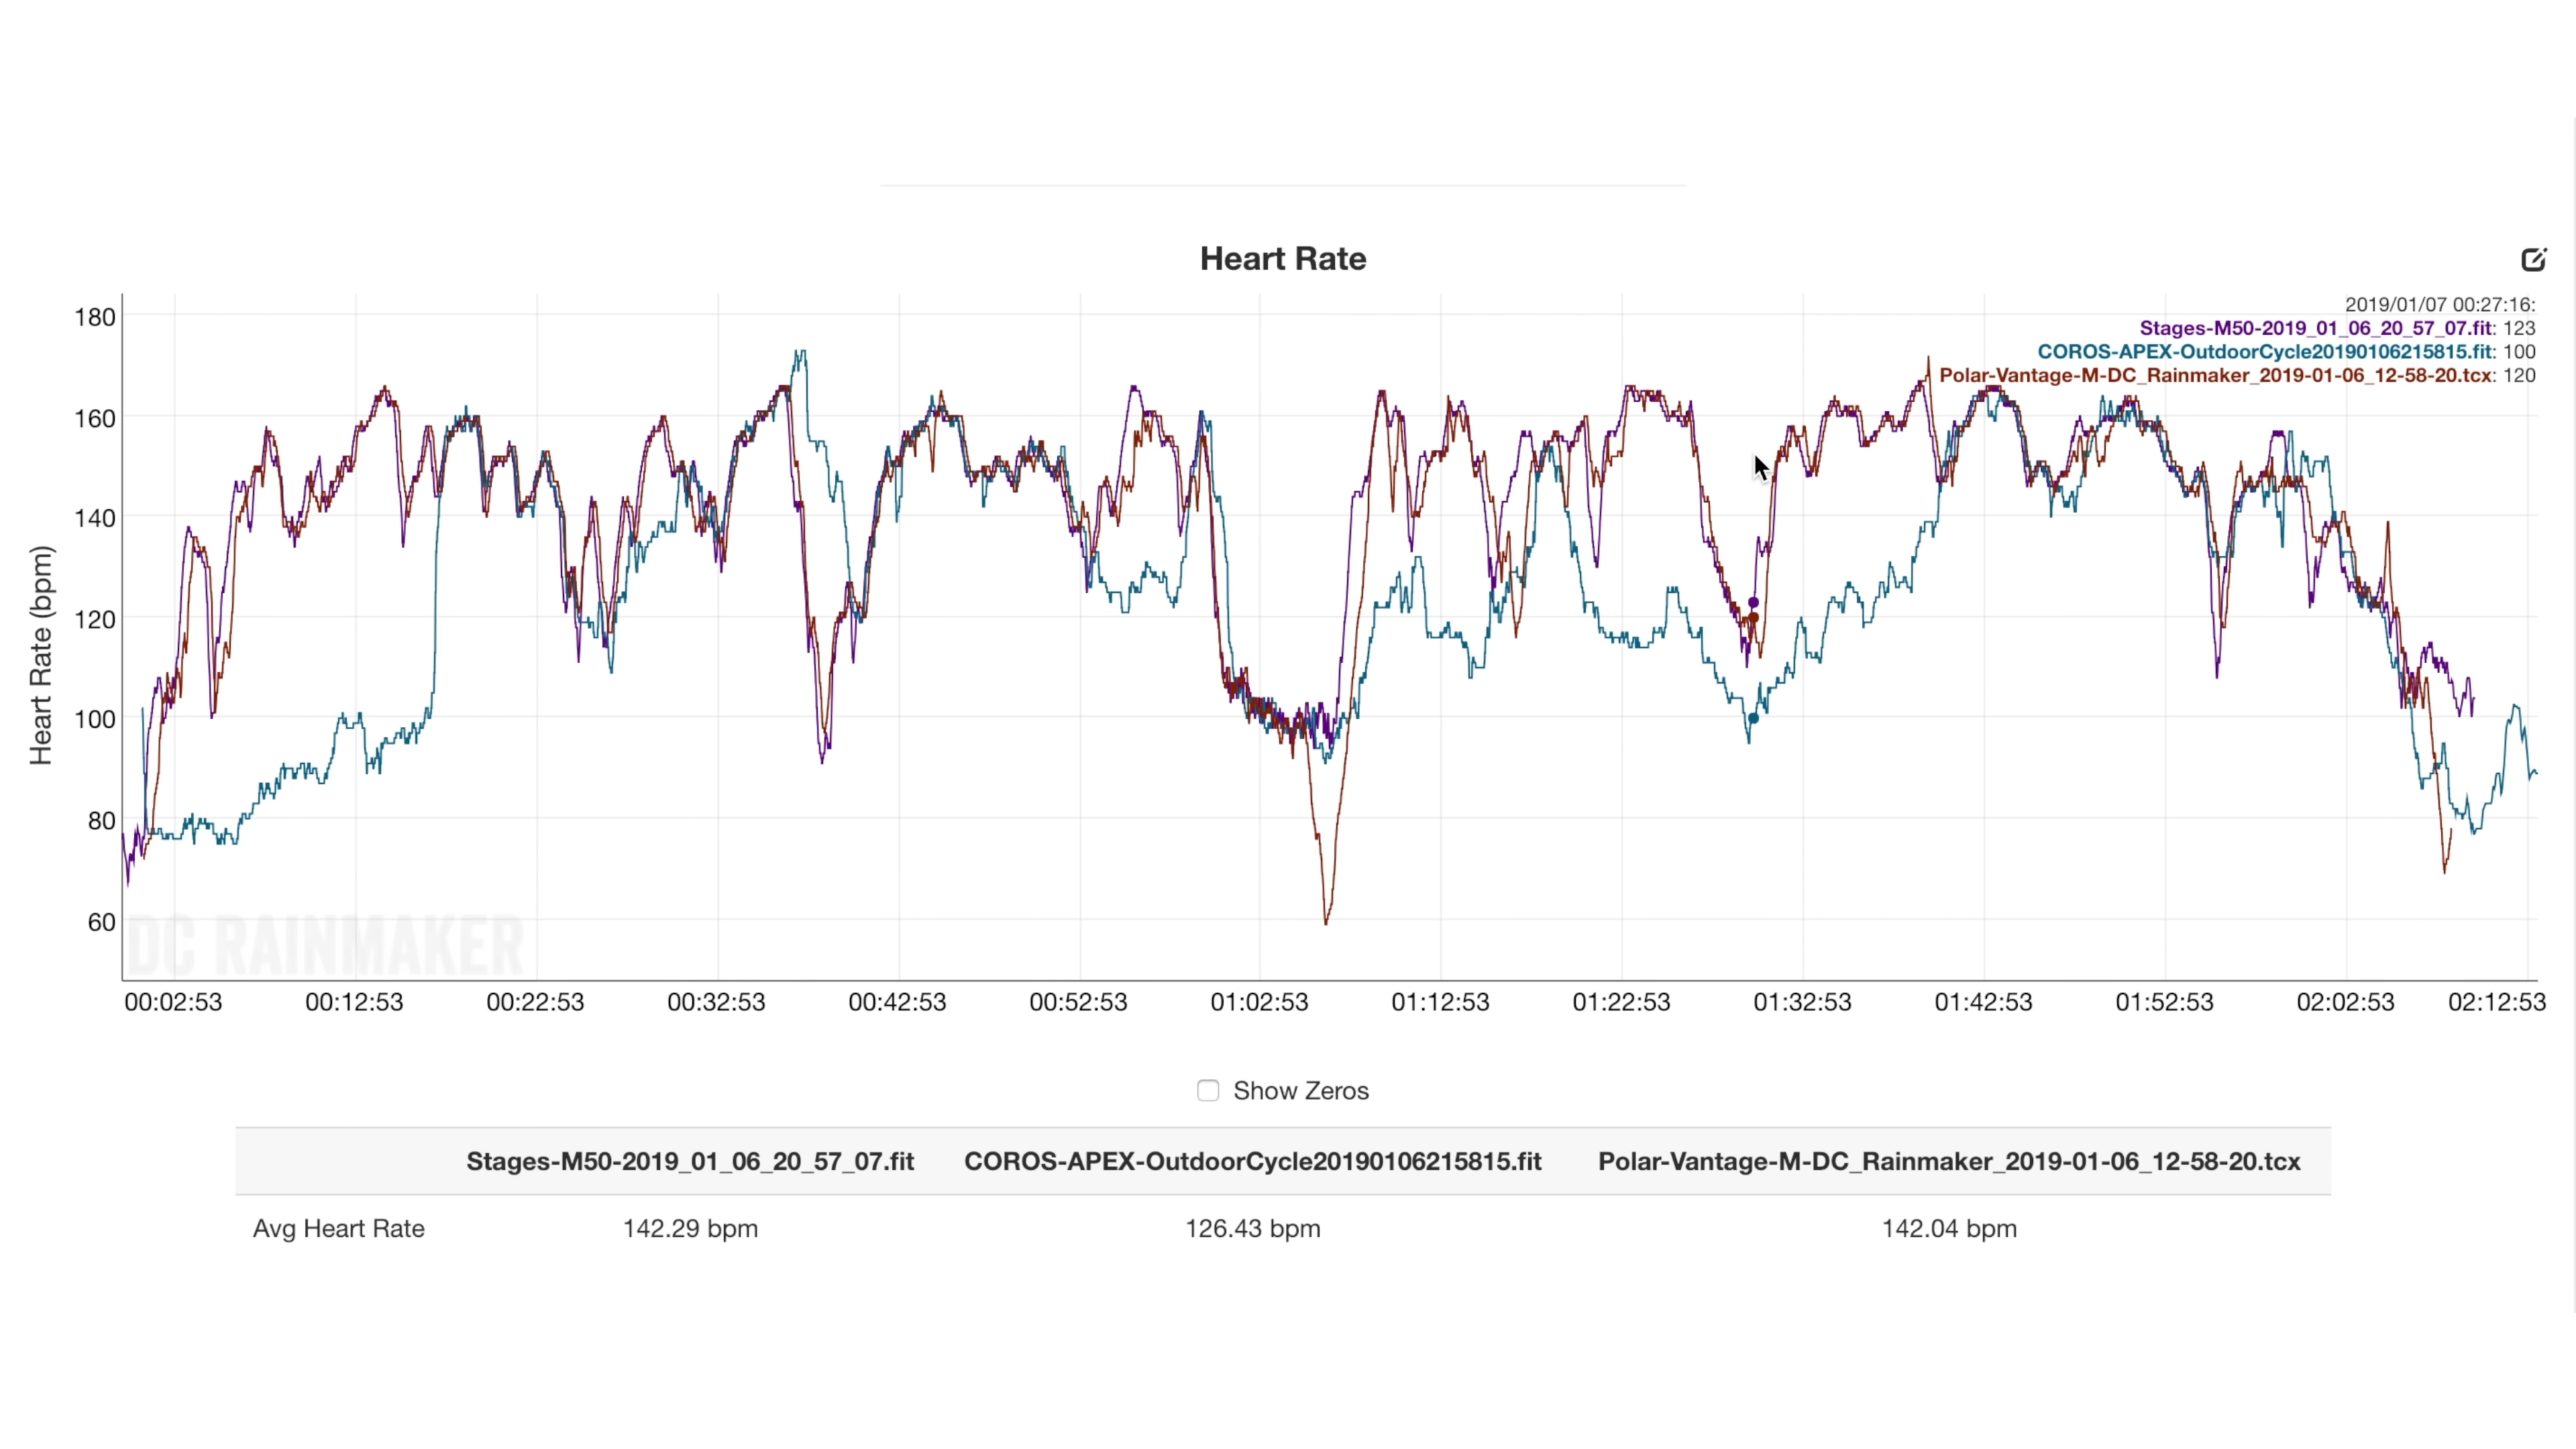 Heart Rate
2019/01/07 00:27:16:
Stages-M50-2019_01_06_20_57_07.fit: 123
COROS-APEX-OutdoorCycle20190106215815.fit: 100
Polar-Vantage-M-DC_Rainmaker_2019-01-06_12-58-20.tcx: 120
Heart Rate (bpm)
180
160
140
120
100
80
60
DC RAINMAKER
00:02:53 00:12:53 00:22:53 00:32:53 00:42:53 00:52:53 01:02:53 01:12:53 01:22:53 01:32:53 01:42:53 01:52:53 02:02:53 02:12:53
Show Zeros
Stages-M50-2019_01_06_20_57_07.fit COROS-APEX-OutdoorCycle20190106215815.fit Polar-Vantage-M-DC_Rainmaker_2019-01-06_12-58-20.tcx
Avg Heart Rate 142.29 bpm 126.43 bpm 142.04 bpm